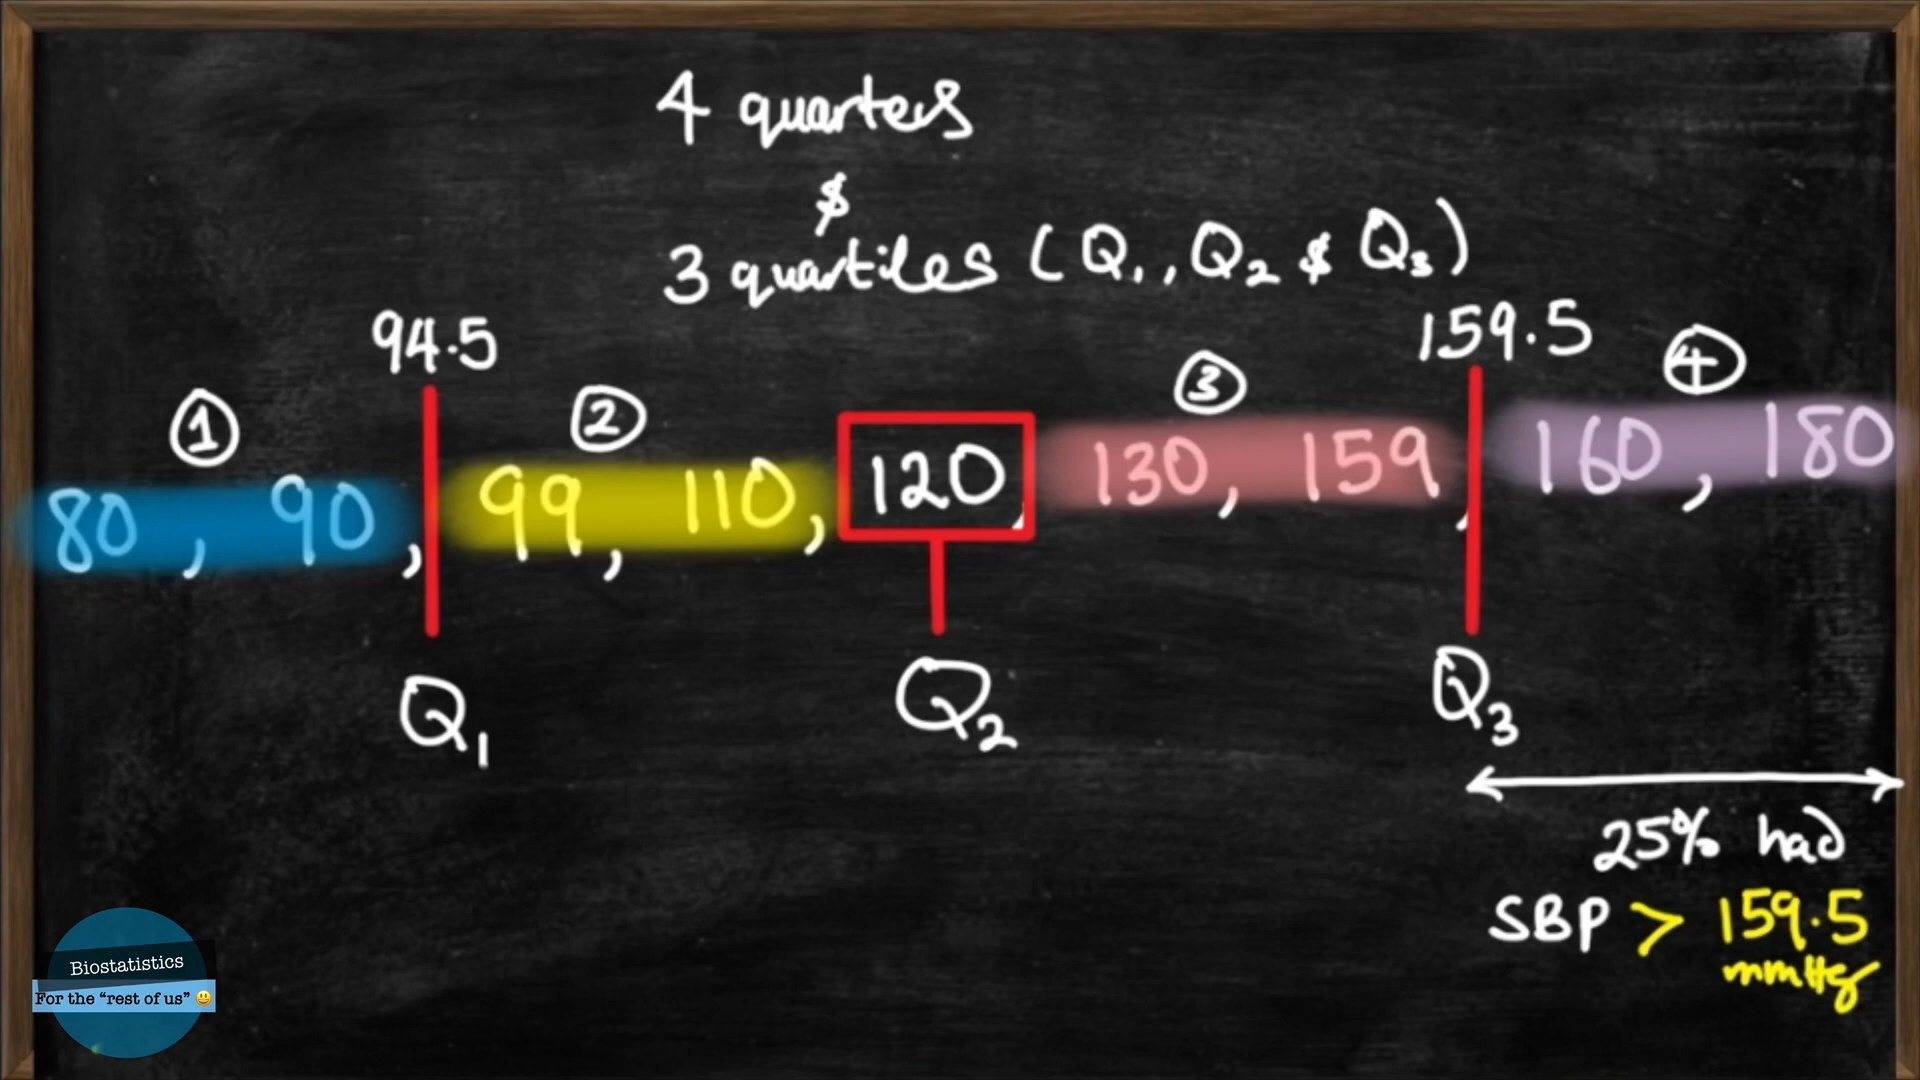 4 quarters
&
3 quartiles (Q1, Q2 & Q3)
94.5
159.5
1 2 3 4
80, 90, 99, 110, 120, 130, 159, 160, 180
Q1 Q2 Q3
25% had
SBP > 159.5
mmHg
Biostatistics
For the “rest of us” 😃